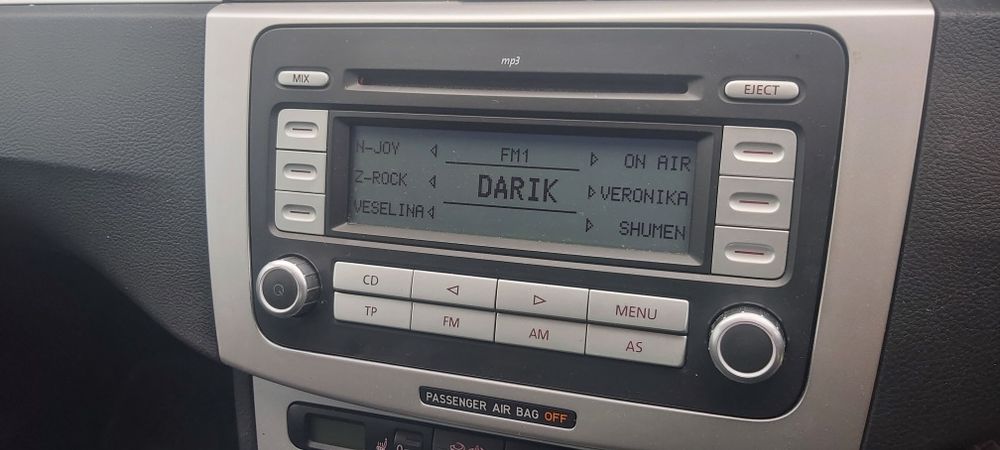 mp3
MIX
EJECT
N-JOY FM1 ON AIR
Z-ROCK DARIK VERONIKA
VESELINA SHUMEN
CD MENU
TP FM AM AS
PASSENGER AIR BAG OFF